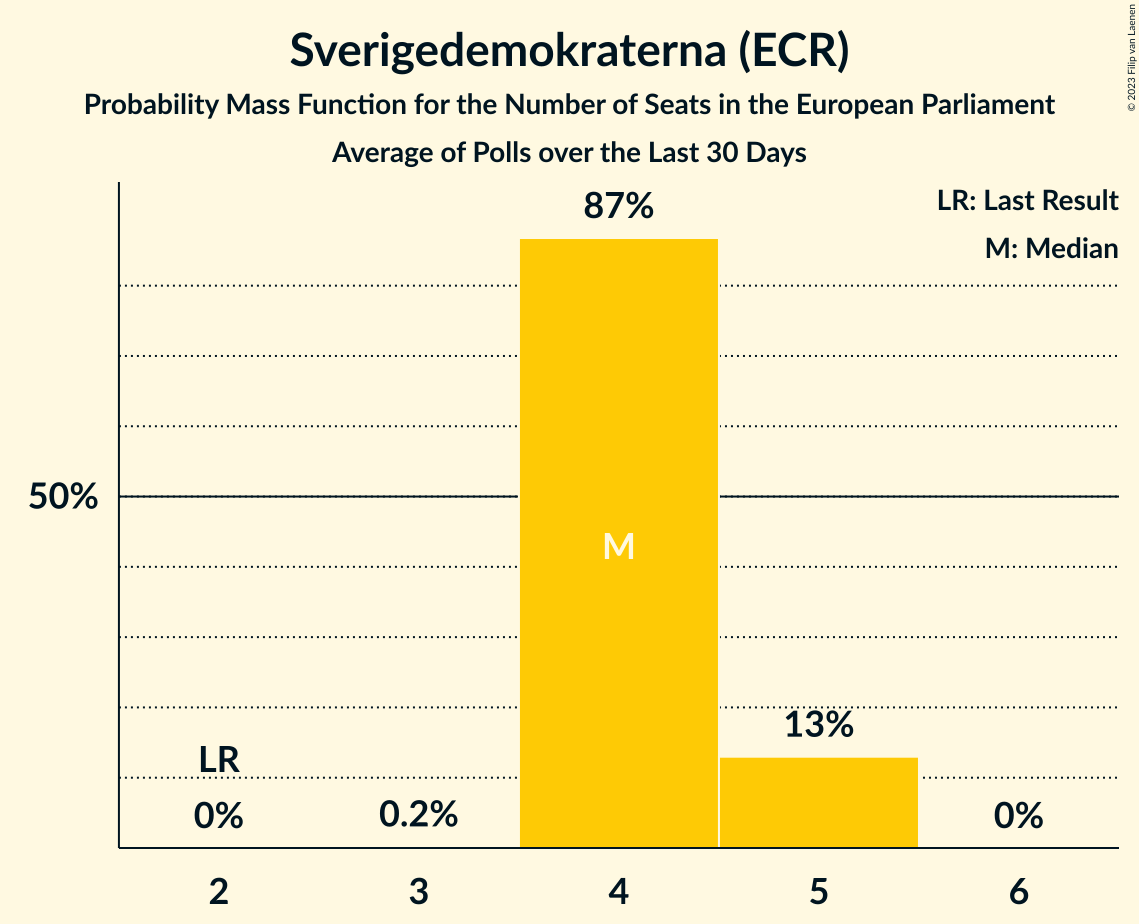 Sverigedemokraterna (ECR)
Probability Mass Function for the Number of Seats in the European Parliament
Average of Polls over the Last 30 Days
© 2023 Filip van Laenen
LR: Last Result
M: Median
87%
50%
M
13%
LR
0%
0.2%
0%
2
3
4
5
6